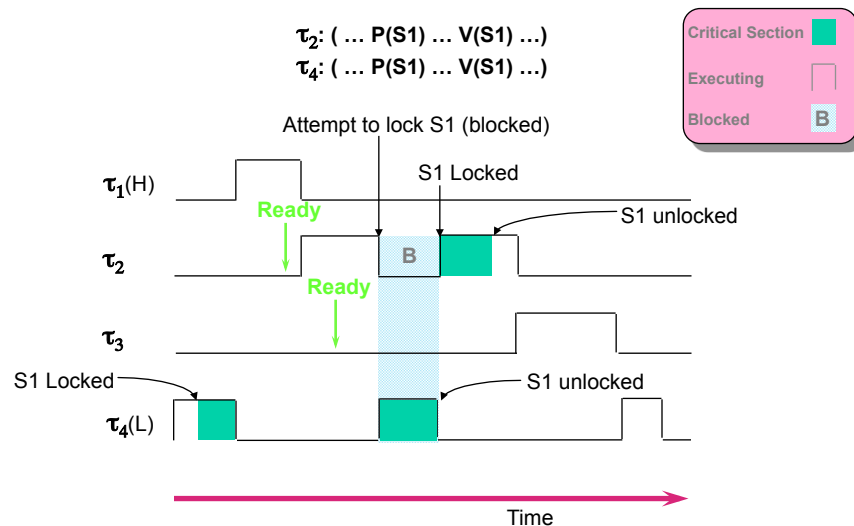 τ2: ( … P(S1) … V(S1) …)
τ4: ( … P(S1) … V(S1) …)
Critical Section
Executing
Blocked B
Attempt to lock S1 (blocked)
S1 Locked
τ1(H)
Ready
S1 unlocked
τ2
B
Ready
τ3
S1 Locked
S1 unlocked
τ4(L)
Time